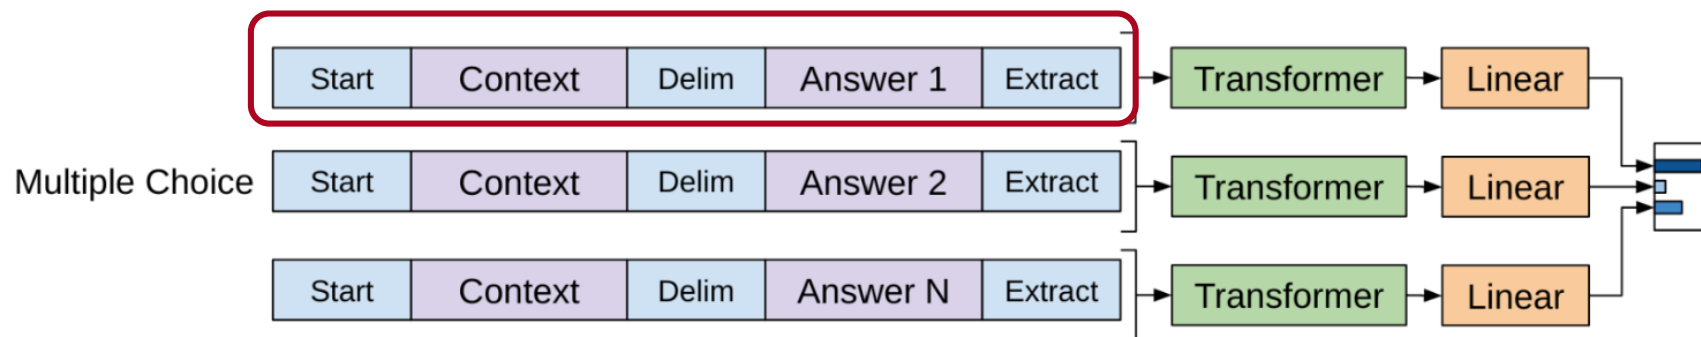 Start Context Delim Answer 1 Extract Transformer Linear
Multiple Choice Start Context Delim Answer 2 Extract Transformer Linear
Start Context Delim Answer N Extract Transformer Linear